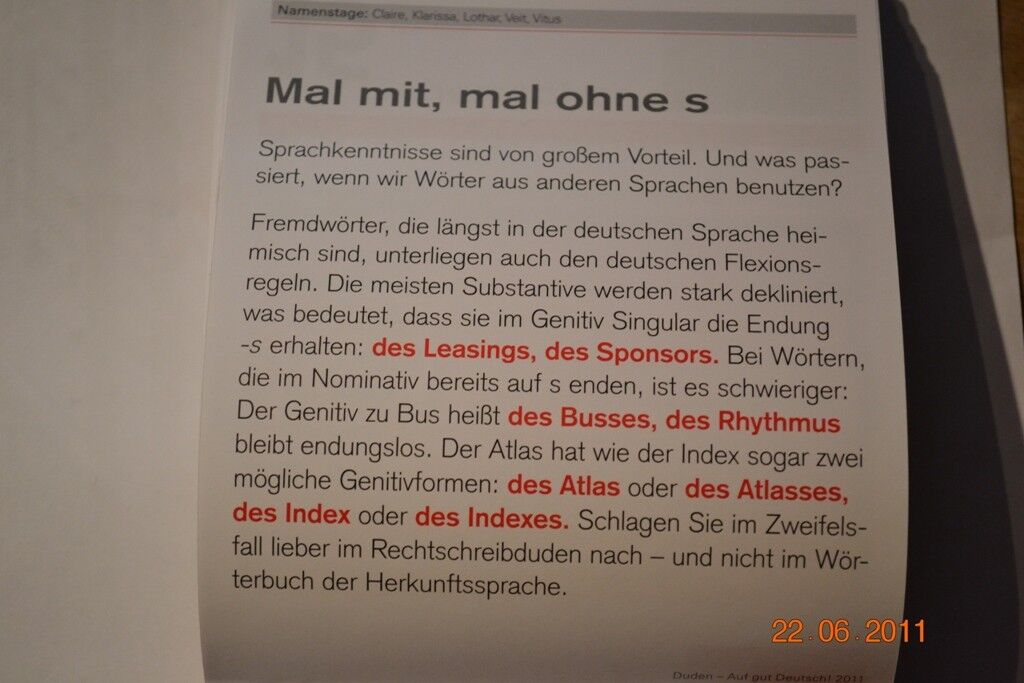 Namenstage: Claire, Klarissa, Lothar, Veit, Vitus
Mal mit, mal ohne s
Sprachkenntnisse sind von großem Vorteil. Und was pas-
siert, wenn wir Wörter aus anderen Sprachen benutzen?
Fremdwörter, die längst in der deutschen Sprache hei-
misch sind, unterliegen auch den deutschen Flexions-
regeln. Die meisten Substantive werden stark dekliniert,
was bedeutet, dass sie im Genitiv Singular die Endung
-s erhalten: des Leasings, des Sponsors. Bei Wörtern,
die im Nominativ bereits auf s enden, ist es schwieriger:
Der Genitiv zu Bus heißt des Busses, des Rhythmus
bleibt endungslos. Der Atlas hat wie der Index sogar zwei
mögliche Genitivformen: des Atlas oder des Atlasses,
des Index oder des Indexes. Schlagen Sie im Zweifels-
fall lieber im Rechtschreibduden nach – und nicht im Wör-
terbuch der Herkunftssprache.
22.06.2011
Duden – Auf gut Deutsch! 2011